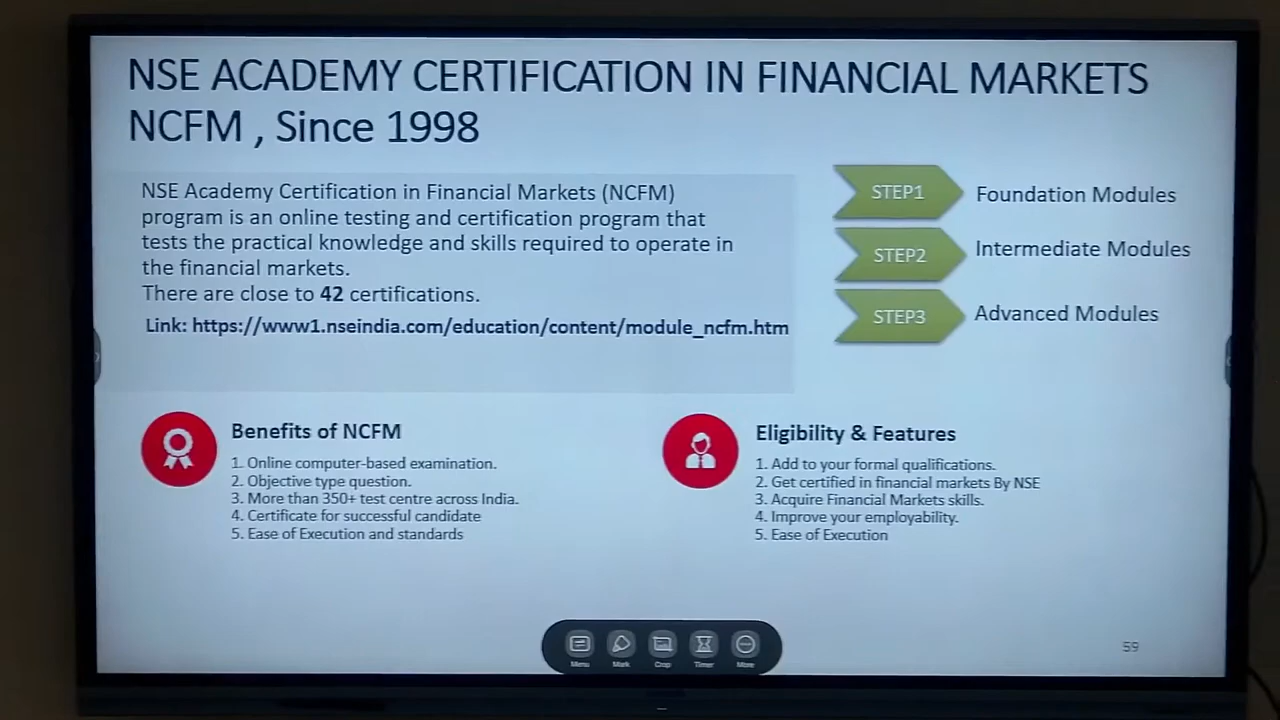 NSE ACADEMY CERTIFICATION IN FINANCIAL MARKETS
NCFM , Since 1998
NSE Academy Certification in Financial Markets (NCFM)
program is an online testing and certification program that
tests the practical knowledge and skills required to operate in
the financial markets.
There are close to 42 certifications.
Link: https://www1.nseindia.com/education/content/module_ncfm.htm
STEP1
Foundation Modules
STEP2
Intermediate Modules
STEP3
Advanced Modules
Benefits of NCFM
1. Online computer-based examination.
2. Objective type question.
3. More than 350+ test centre across India.
4. Certificate for successful candidate
5. Ease of Execution and standards
Eligibility & Features
1. Add to your formal qualifications.
2. Get certified in financial markets By NSE
3. Acquire Financial Markets skills.
4. Improve your employability.
5. Ease of Execution
Menu
Mark
Crop
Timer
More
59